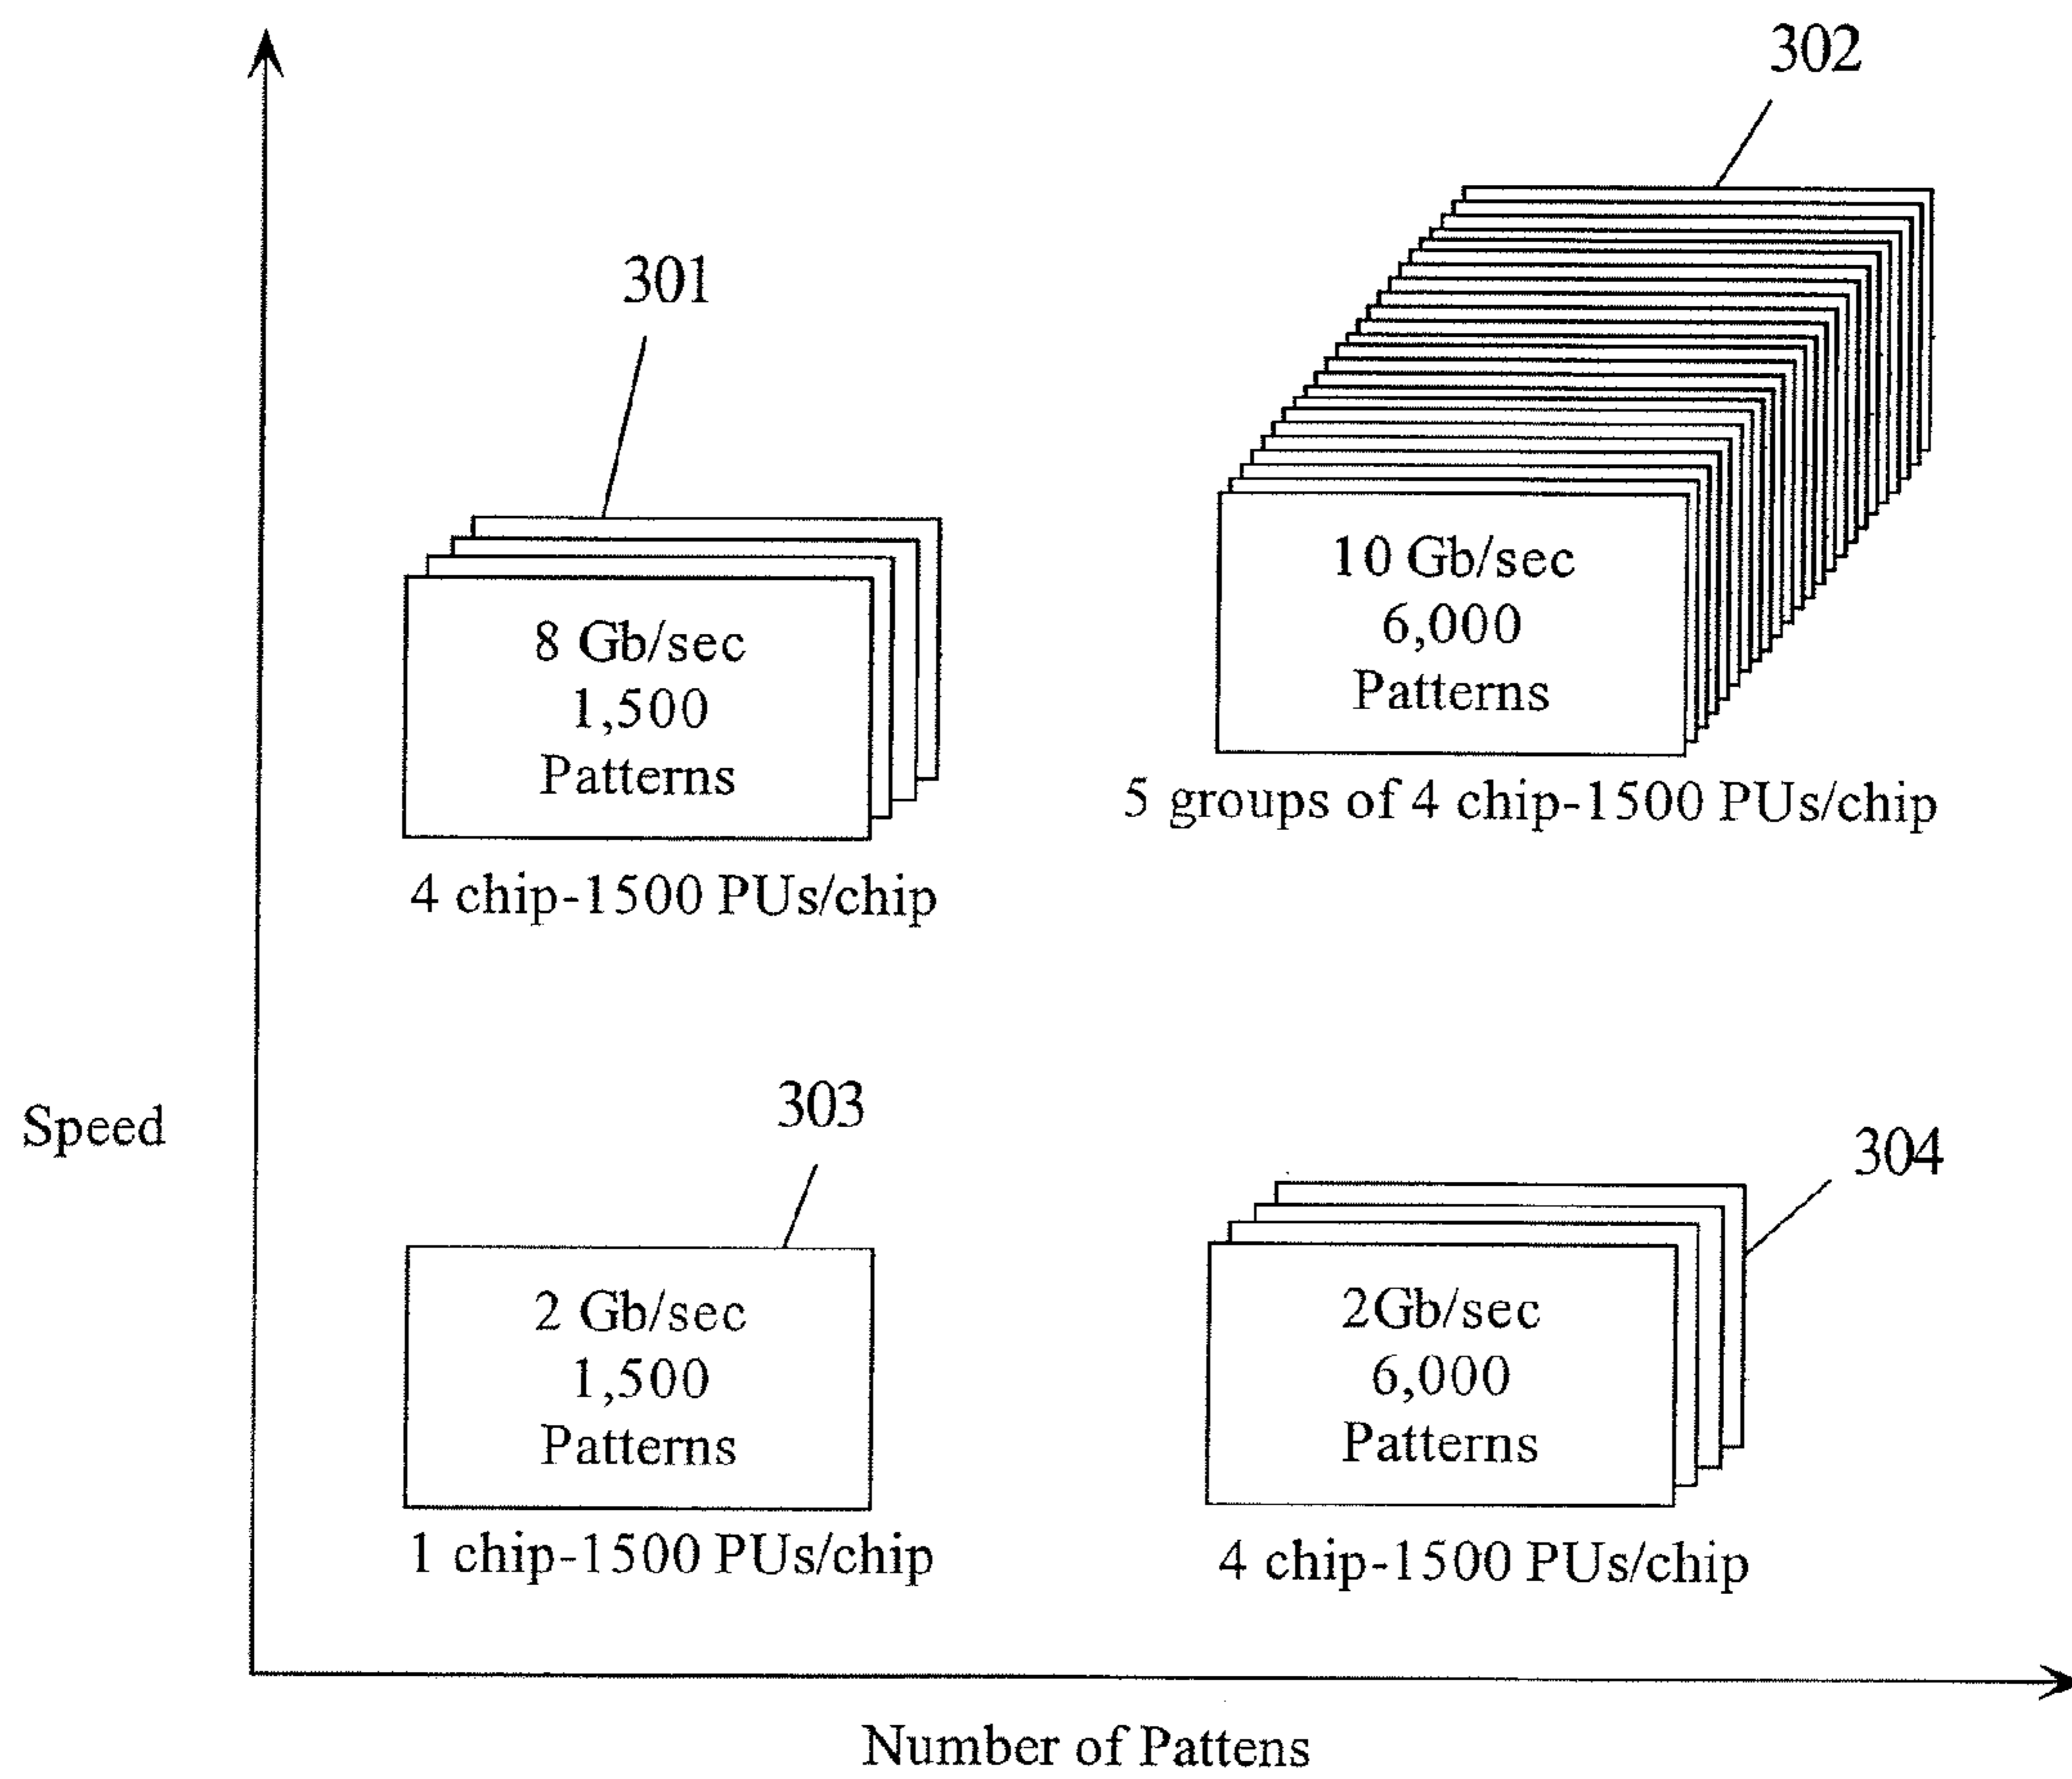 302
301
10 Gb/sec
6,000
Patterns
5 groups of 4 chip-1500 PUs/chip
8 Gb/sec
1,500
Patterns
4 chip-1500 PUs/chip
Speed
303
304
2 Gb/sec
1,500
Patterns
1 chip-1500 PUs/chip
2Gb/sec
6,000
Patterns
4 chip-1500 PUs/chip
Number of Pattens